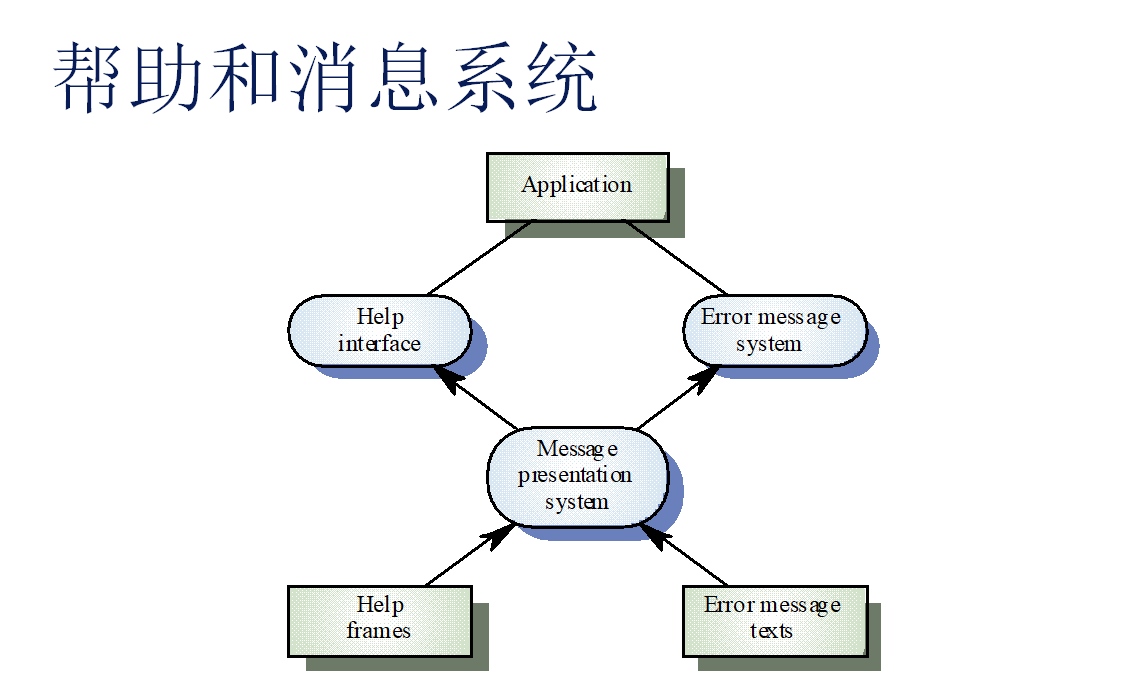 帮助和消息系统
Application
Help
interface
Error message
system
Message
presentation
system
Help
frames
Error message
texts